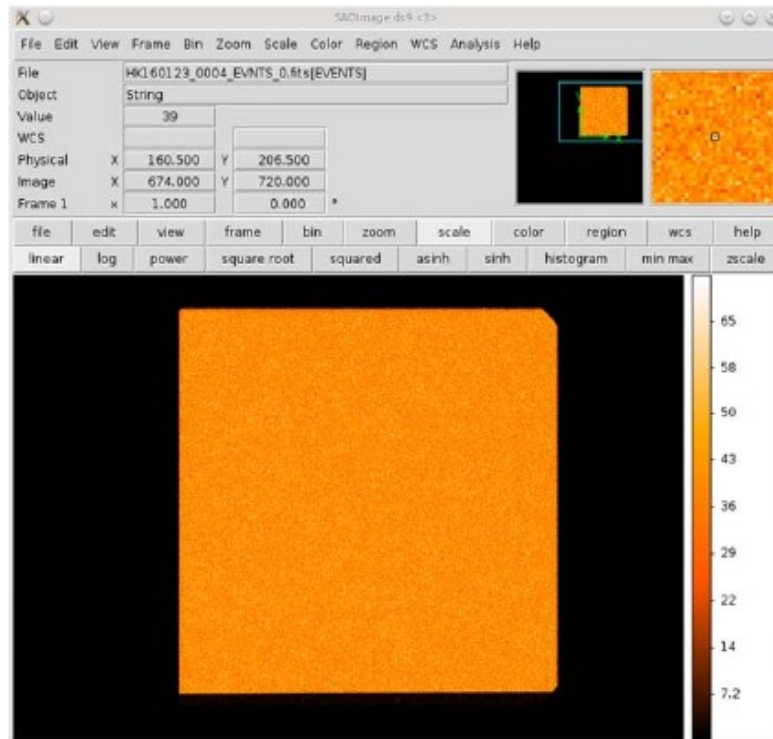 SAOImage ds9 <3>
File Edit View Frame Bin Zoom Scale Color Region WCS Analysis Help
File HK160123_0004_EVNTS_0.fits[EVENTS]
Object String
Value 39
WCS
Physical X 160.500 Y 206.500
Image X 674.000 Y 720.000
Frame 1 x 1.000 0.000 °
file edit view frame bin zoom scale color region wcs help
linear log power square root squared asinh sinh histogram min max zscale
65
58
50
43
36
29
22
14
7.2